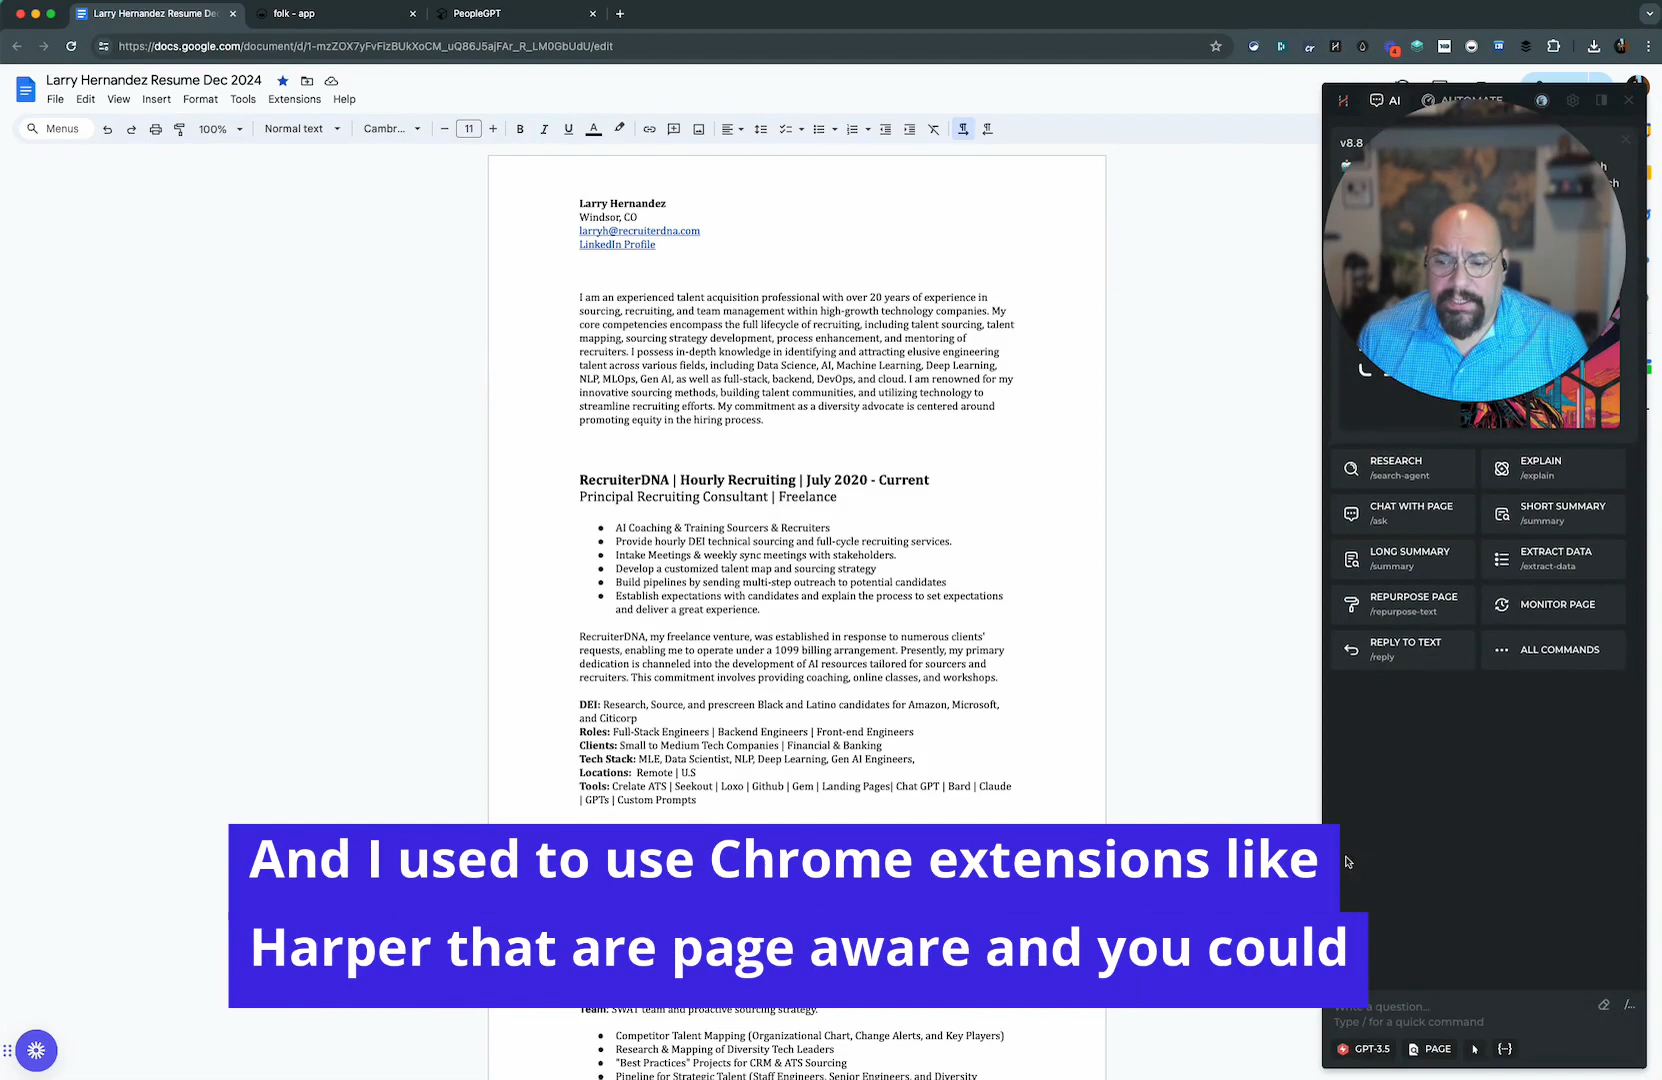 Larry Hernandez Resume Dec
folk - app
PeopleGPT
https://docs.google.com/document/d/1-mzZOX7yFvFizBUkXoCM_uQ86J5ajFAr_R_LM0GbUdU/edit
Larry Hernandez Resume Dec 2024
File Edit View Insert Format Tools Extensions Help
Menus 100% Normal text Cambr... 11
Larry Hernandez
Windsor, CO
larryh@recruiterdna.com
LinkedIn Profile
I am an experienced talent acquisition professional with over 20 years of experience in
sourcing, recruiting, and team management within high-growth technology companies. My
core competencies encompass the full lifecycle of recruiting, including talent sourcing, talent
mapping, sourcing strategy development, process enhancement, and mentoring of
recruiters. I possess in-depth knowledge in identifying and attracting elusive engineering
talent across various fields, including Data Science, AI, Machine Learning, Deep Learning,
NLP, MLOps, Gen AI, as well as full-stack, backend, DevOps, and cloud. I am renowned for my
innovative sourcing methods, building talent communities, and utilizing technology to
streamline recruiting efforts. My commitment as a diversity advocate is centered around
promoting equity in the hiring process.
RecruiterDNA | Hourly Recruiting | July 2020 - Current
Principal Recruiting Consultant | Freelance
● AI Coaching & Training Sourcers & Recruiters
● Provide hourly DEI technical sourcing and full-cycle recruiting services.
● Intake Meetings & weekly sync meetings with stakeholders.
● Develop a customized talent map and sourcing strategy
● Build pipelines by sending multi-step outreach to potential candidates
● Establish expectations with candidates and explain the process to set expectations
and deliver a great experience.
RecruiterDNA, my freelance venture, was established in response to numerous clients'
requests, enabling me to operate under a 1099 billing arrangement. Presently, my primary
dedication is channeled into the development of AI resources tailored for sourcers and
recruiters. This commitment involves providing coaching, online classes, and workshops.
DEI: Research, Source, and prescreen Black and Latino candidates for Amazon, Microsoft,
and Citicorp
Roles: Full-Stack Engineers | Backend Engineers | Front-end Engineers
Clients: Small to Medium Tech Companies | Financial & Banking
Tech Stack: MLE, Data Scientist, NLP, Deep Learning, Gen AI Engineers,
Locations: Remote | U.S
Tools: Crelate ATS | Seekout | Loxo | Github | Gem | Landing Pages| Chat GPT | Bard | Claude
| GPTs | Custom Prompts
And I used to use Chrome extensions like
Harper that are page aware and you could
Team: SWAT team and proactive sourcing strategy.
● Competitor Talent Mapping (Organizational Chart, Change Alerts, and Key Players)
● Research & Mapping of Diversity Tech Leaders
● "Best Practices" Projects for CRM & ATS Sourcing
● Pipeline for Strategic Talent (Staff Engineers, Senior Engineers, and Diversity
AI AUTOMATE
v8.8
RESEARCH
/search-agent
EXPLAIN
/explain
CHAT WITH PAGE
/ask
SHORT SUMMARY
/summary
LONG SUMMARY
/summary
EXTRACT DATA
/extract-data
REPURPOSE PAGE
/repurpose-text
MONITOR PAGE
REPLY TO TEXT
/reply
ALL COMMANDS
Write a question...
Type / for a quick command
GPT-3.5 PAGE